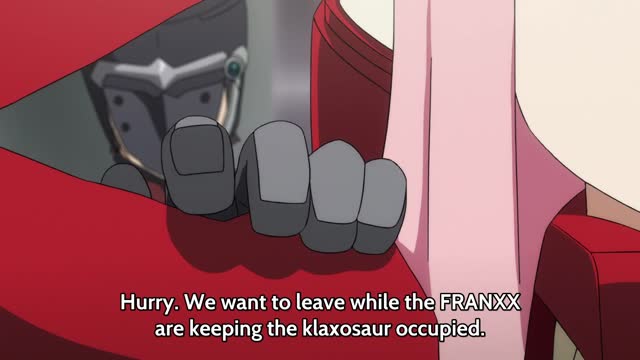 Hurry. We want to leave while the FRANXX
are keeping the klaxosaur occupied.